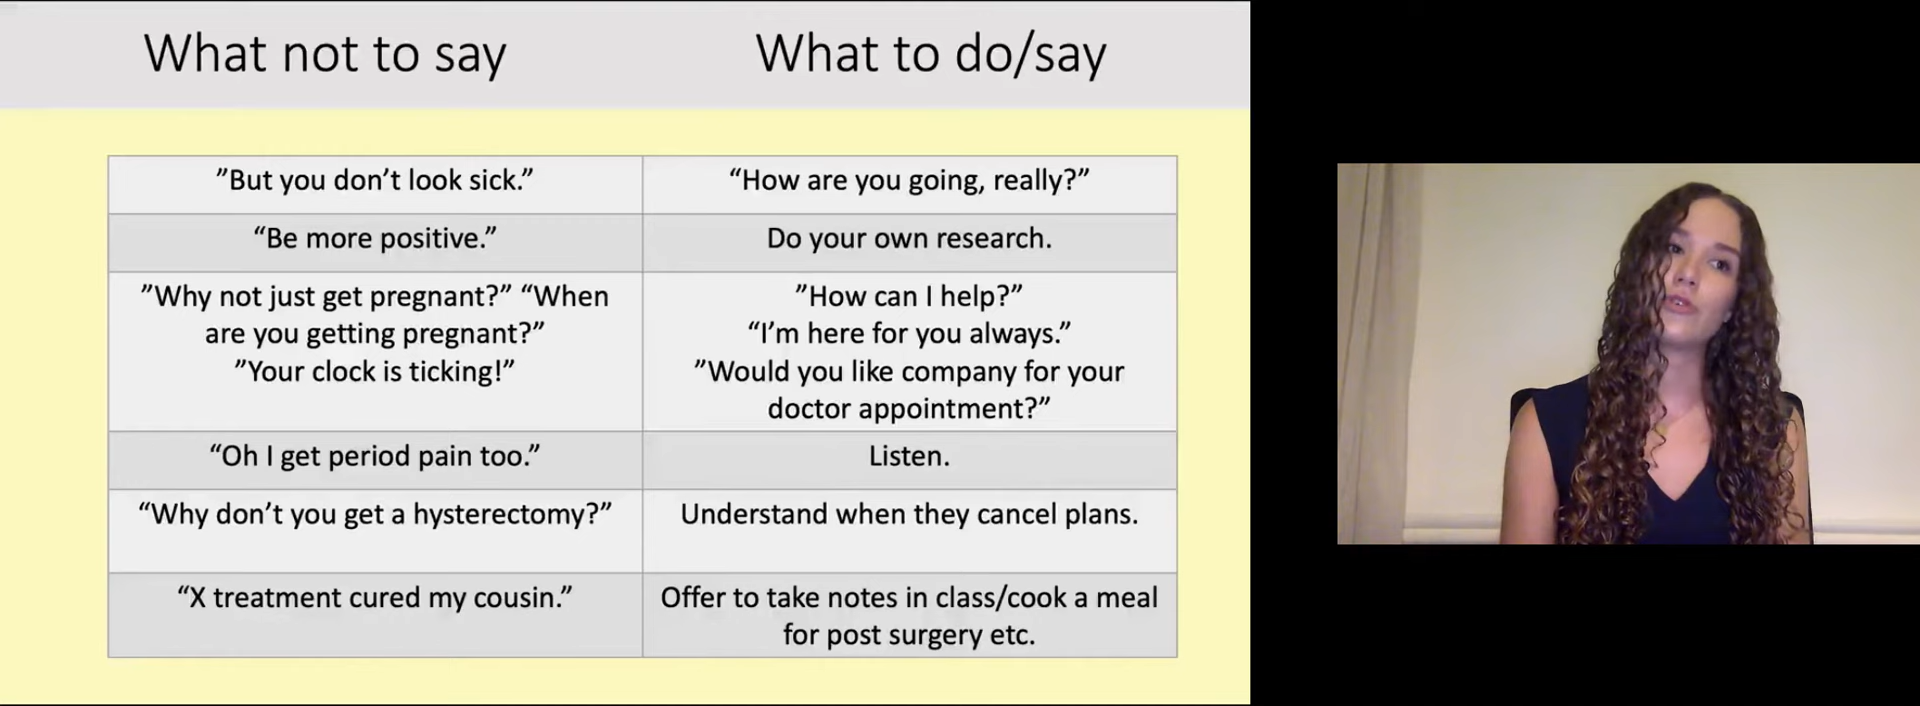 What not to say
What to do/say
”But you don’t look sick.”
“How are you going, really?”
“Be more positive.”
Do your own research.
”Why not just get pregnant?” “When
are you getting pregnant?”
”Your clock is ticking!”
”How can I help?”
“I’m here for you always.”
”Would you like company for your
doctor appointment?”
“Oh I get period pain too.”
Listen.
“Why don’t you get a hysterectomy?”
Understand when they cancel plans.
“X treatment cured my cousin.”
Offer to take notes in class/cook a meal
for post surgery etc.